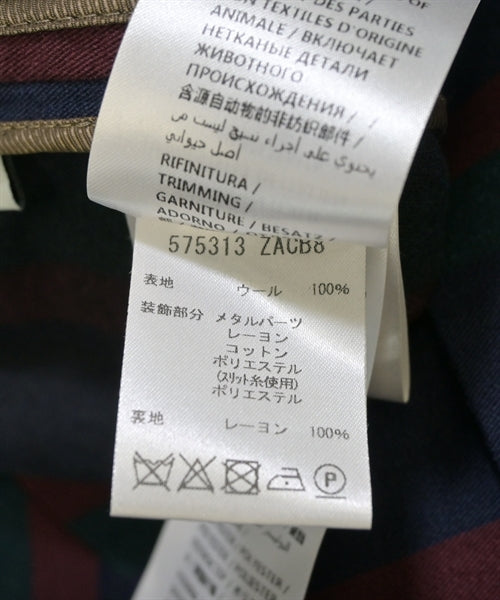 DES PARTIES
EN TEXTILES D'ORIGINE
ANIMALE / ВКЛЮЧАЕТ
НЕТКАНЫЕ ДЕТАЛИ
ЖИВОТНОГО
ПРОИСХОЖДЕНИЯ /
含源自动物的非纺织部件 /
يحتوي على أجزاء نسيج ليست من
أصل حيواني
RIFINITURA /
TRIMMING /
GARNITURE / BESATZ /
ADORNO /
575313 ZACB8
表地 ウール 100%
装飾部分 メタルパーツ
レーヨン
コットン
ポリエステル
(スリット糸使用)
ポリエステル
裏地 レーヨン 100%
P